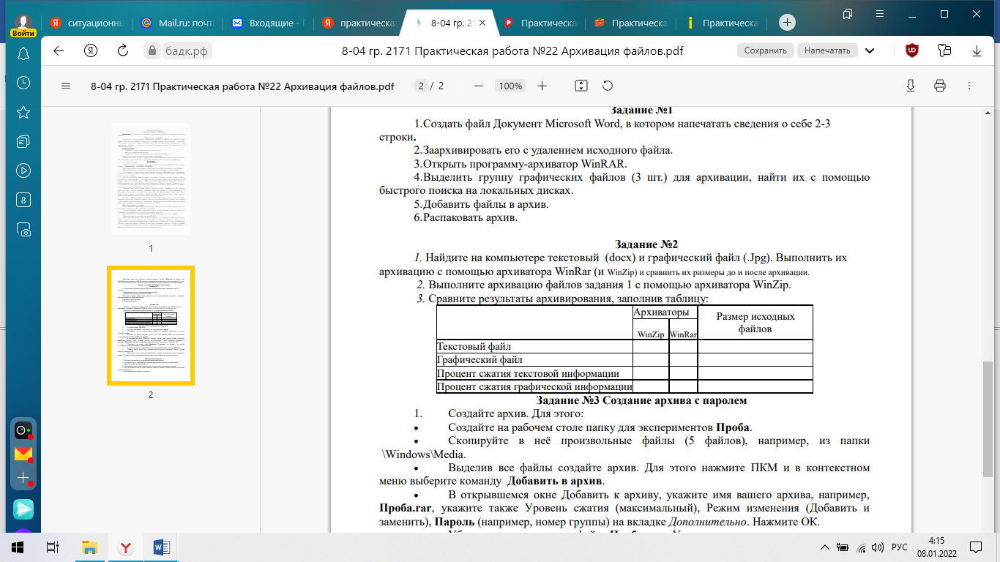 Войти
ситуационны
Mail.ru: почт
Входящие - П
практическа
8-04 гр. 21
Практическа
Практическа
Практическа
бадк.рф
8-04 гр. 2171 Практическая работа №22 Архивация файлов.pdf
Сохранить
Напечатать
8-04 гр. 2171 Практическая работа №22 Архивация файлов.pdf
2 / 2
100%
1
2
8
Задание №1
1.Создать файл Документ Microsoft Word, в котором напечатать сведения о себе 2-3
строки.
2.Заархивировать его с удалением исходного файла.
3.Открыть программу-архиватор WinRAR.
4.Выделить группу графических файлов (3 шт.) для архивации, найти их с помощью
быстрого поиска на локальных дисках.
5.Добавить файлы в архив.
6.Распаковать архив.
Задание №2
1. Найдите на компьютере текстовый (docx) и графический файл (.Jpg). Выполнить их
архивацию с помощью архиватора WinRar (и WinZip) и сравнить их размеры до и после архивации.
2. Выполните архивацию файлов задания 1 с помощью архиватора WinZip.
3. Сравните результаты архивирования, заполнив таблицу:
Архиваторы
Размер исходных
файлов
WinZip WinRar
Текстовый файл
Графический файл
Процент сжатия текстовой информации
Процент сжатия графической информации
Задание №3 Создание архива с паролем
1. Создайте архив. Для этого:
• Создайте на рабочем столе папку для экспериментов Проба.
• Скопируйте в неё произвольные файлы (5 файлов), например, из папки
\Windows\Media.
• Выделив все файлы создайте архив. Для этого нажмите ПКМ и в контекстном
меню выберите команду Добавить в архив.
• В открывшемся окне Добавить к архиву, укажите имя вашего архива, например,
Проба.rar, укажите также Уровень сжатия (максимальный), Режим изменения (Добавить и
заменить), Пароль (например, номер группы) на вкладке Дополнительно. Нажмите ОК.
РУС
4:15
08.01.2022